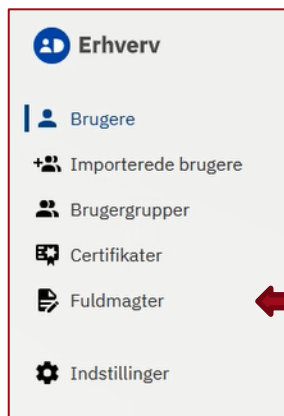 Erhverv
Brugere
Importerede brugere
Brugergrupper
Certifikater
Fuldmagter
Indstillinger